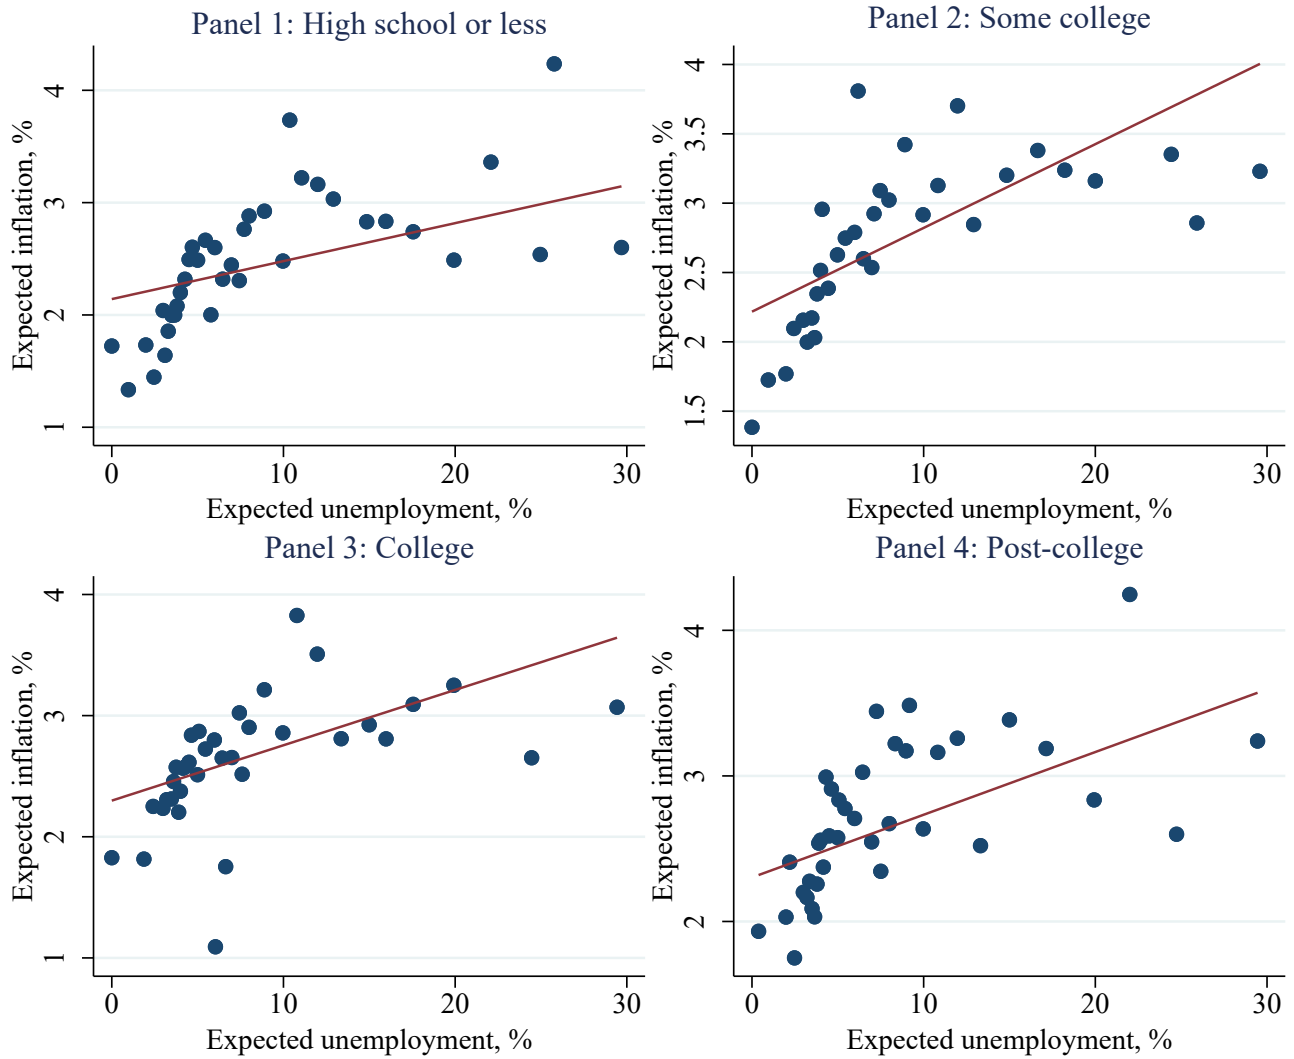 Panel 1: High school or less
Expected inflation, %
4
3
2
1
0 10 20 30
Expected unemployment, %
Panel 2: Some college
Expected inflation, %
4
3.5
3
2.5
2
1.5
0 10 20 30
Expected unemployment, %
Panel 3: College
Expected inflation, %
4
3
2
1
0 10 20 30
Expected unemployment, %
Panel 4: Post-college
Expected inflation, %
4
3
2
0 10 20 30
Expected unemployment, %